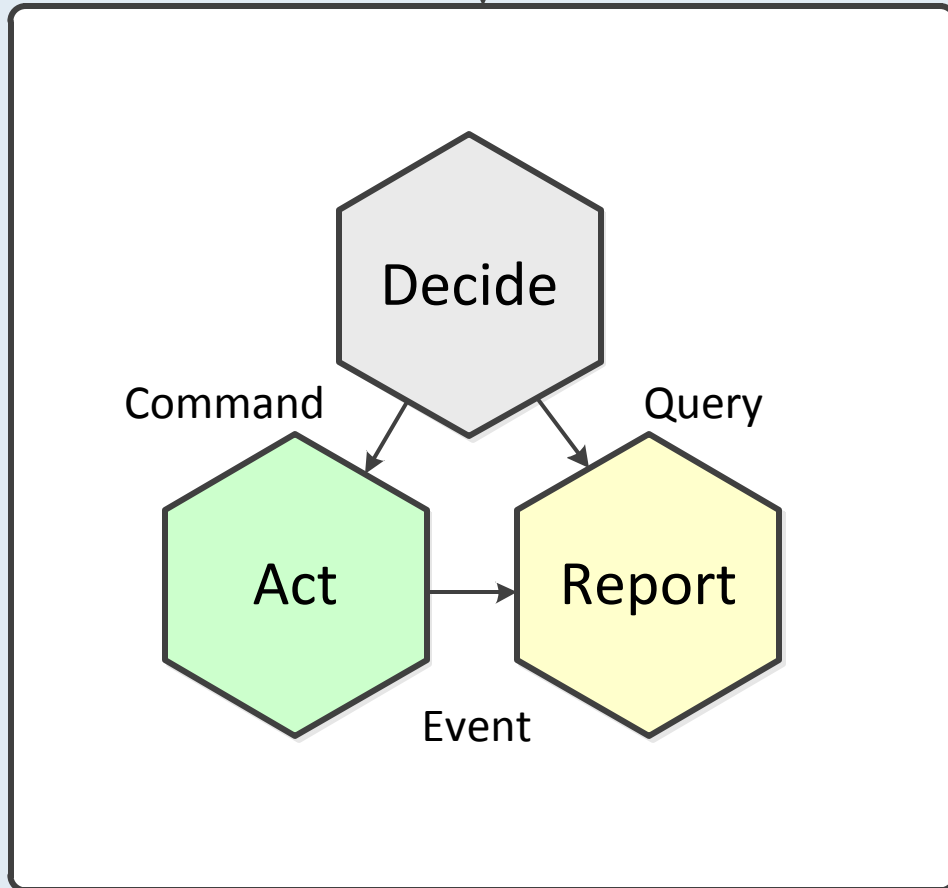 Decide
Command
Query
Act
Report
Event